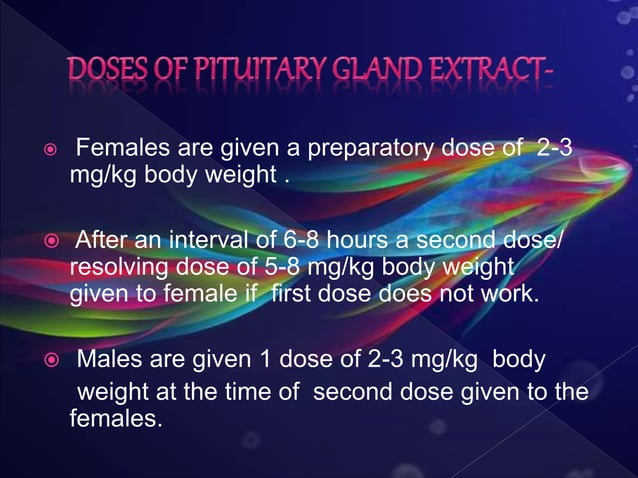 DOSES OF PITUITARY GLAND EXTRACT-
Females are given a preparatory dose of 2-3
mg/kg body weight .
After an interval of 6-8 hours a second dose/
resolving dose of 5-8 mg/kg body weight
given to female if first dose does not work.
Males are given 1 dose of 2-3 mg/kg body
weight at the time of second dose given to the
females.